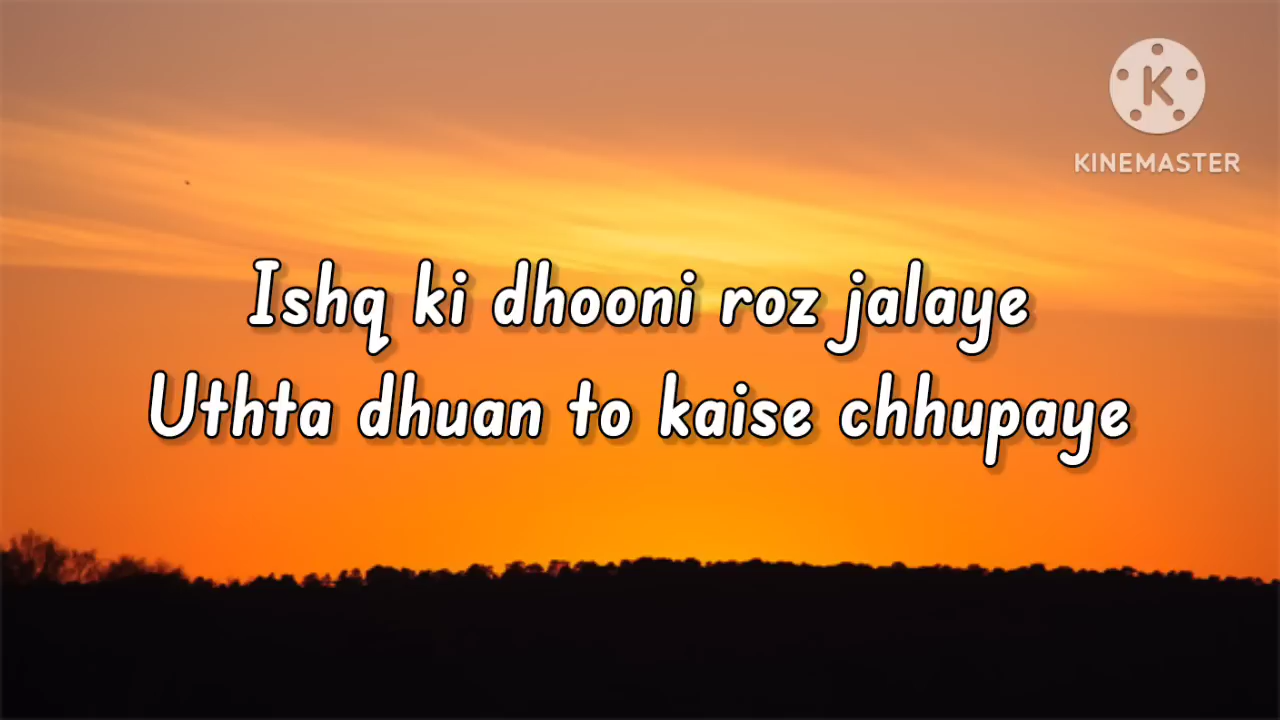 K
KINEMASTER
Ishq ki dhooni roz jalaye
Uthta dhuan to kaise chhupaye